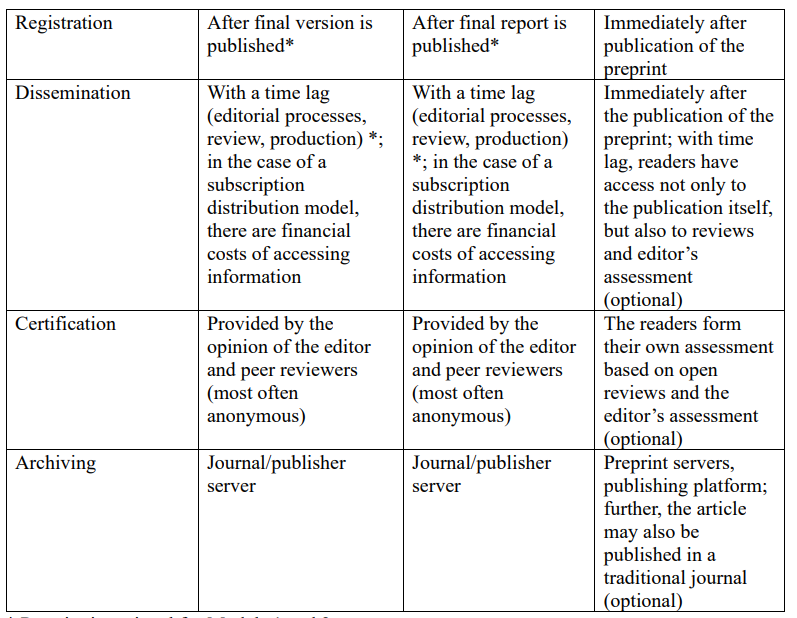 Registration
After final version is
published*
After final report is
published*
Immediately after
publication of the
preprint
Dissemination
With a time lag
(editorial processes,
review, production) *;
in the case of a
subscription
distribution model,
there are financial
costs of accessing
information
With a time lag
(editorial processes,
review, production)
*; in the case of a
subscription
distribution model,
there are financial
costs of accessing
information
Immediately after
the publication of the
preprint; with time
lag, readers have
access not only to
the publication itself,
but also to reviews
and editor’s
assessment
(optional)
Certification
Provided by the
opinion of the editor
and peer reviewers
(most often
anonymous)
Provided by the
opinion of the editor
and peer reviewers
(most often
anonymous)
The readers form
their own assessment
based on open
reviews and the
editor’s assessment
(optional)
Archiving
Journal/publisher
server
Journal/publisher
server
Preprint servers,
publishing platform;
further, the article
may also be
published in a
traditional journal
(optional)